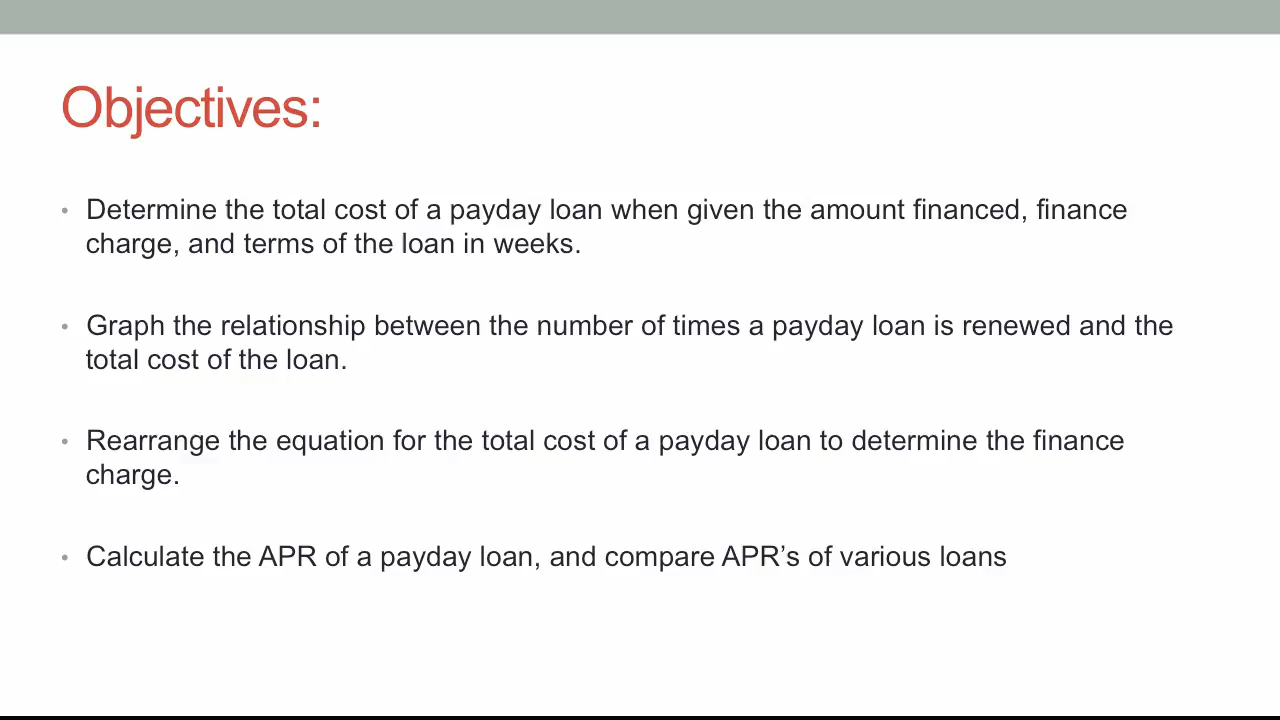 Objectives:
• Determine the total cost of a payday loan when given the amount financed, finance
charge, and terms of the loan in weeks.
• Graph the relationship between the number of times a payday loan is renewed and the
total cost of the loan.
• Rearrange the equation for the total cost of a payday loan to determine the finance
charge.
• Calculate the APR of a payday loan, and compare APR’s of various loans